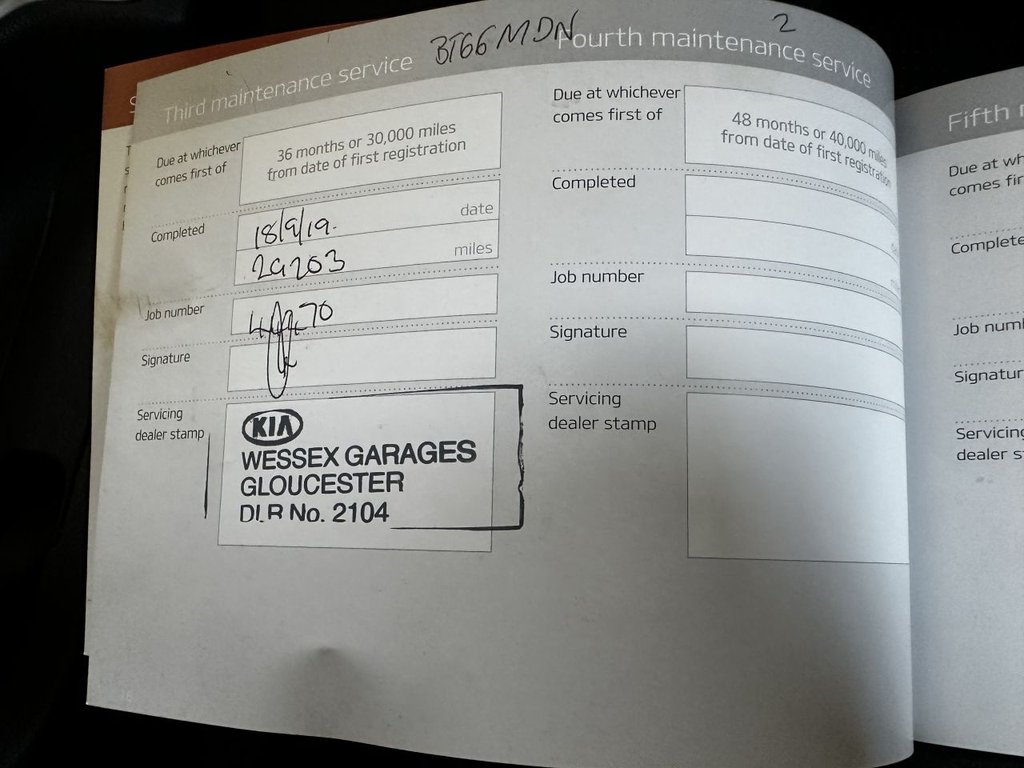 BT66 MDN
2
Third maintenance service
Due at whichever
comes first of
36 months or 30,000 miles
from date of first registration
Completed
18/9/19.
date
29203
miles
Job number
Signature
Servicing
dealer stamp
KIA
WESSEX GARAGES
GLOUCESTER
DLR No. 2104
Fourth maintenance service
Due at whichever
comes first of
48 months or 40,000 miles
from date of first registration
Completed
Job number
Signature
Servicing
dealer stamp
Fifth
Due at wh
comes fir
Complete
Job num
Signatur
Servicing
dealer s